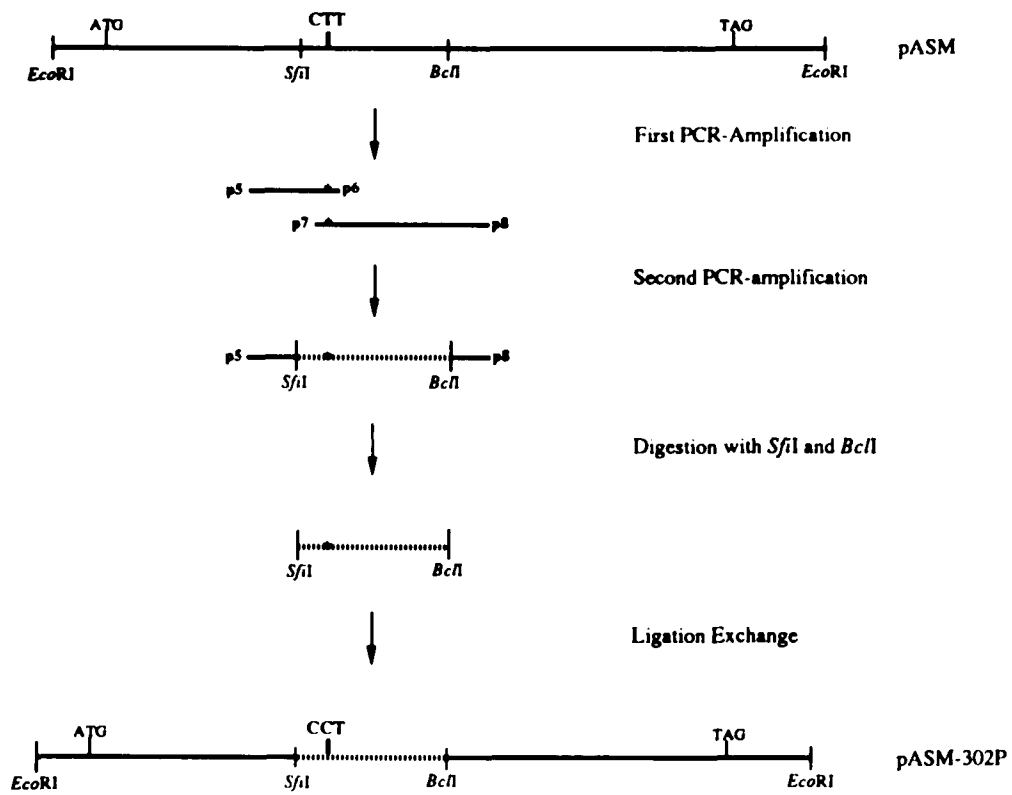 ATG CTT TAG pASM
EcoRI SfiI BclI EcoRI
First PCR-Amplification
p5 p6
p7 p8
Second PCR-amplification
p5 p8
SfiI BclI
Digestion with SfiI and BclI
SfiI BclI
Ligation Exchange
ATG CCT TAG
pASM-302P
EcoRI SfiI BclI EcoRI